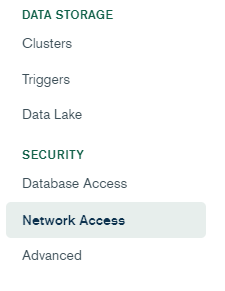 DATA STORAGE
Clusters
Triggers
Data Lake
SECURITY
Database Access
Network Access
Advanced